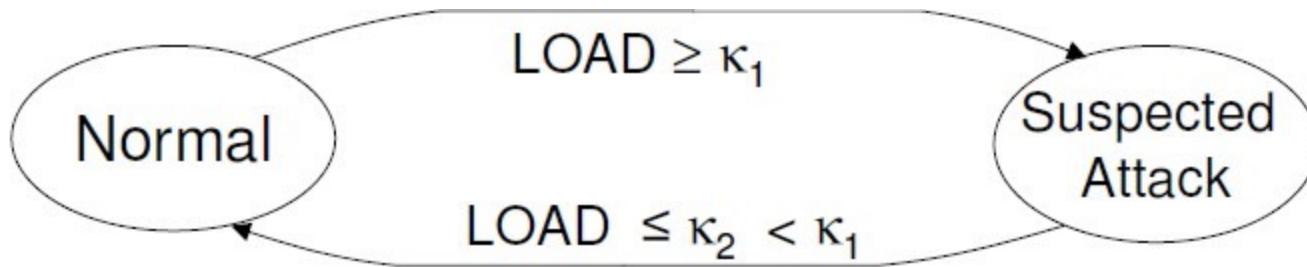 LOAD ≥ κ₁
Normal
Suspected
Attack
LOAD ≤ κ₂ < κ₁